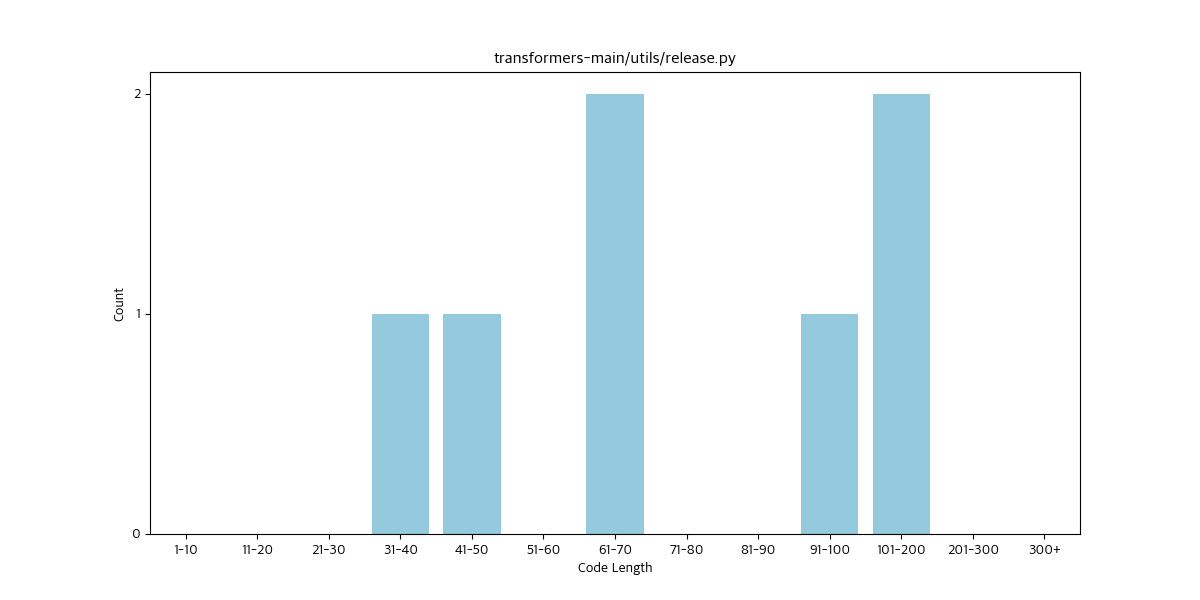 transformers-main/utils/release.py
Count
2
1
0
1-10 11-20 21-30 31-40 41-50 51-60 61-70 71-80 81-90 91-100 101-200 201-300 300+
Code Length